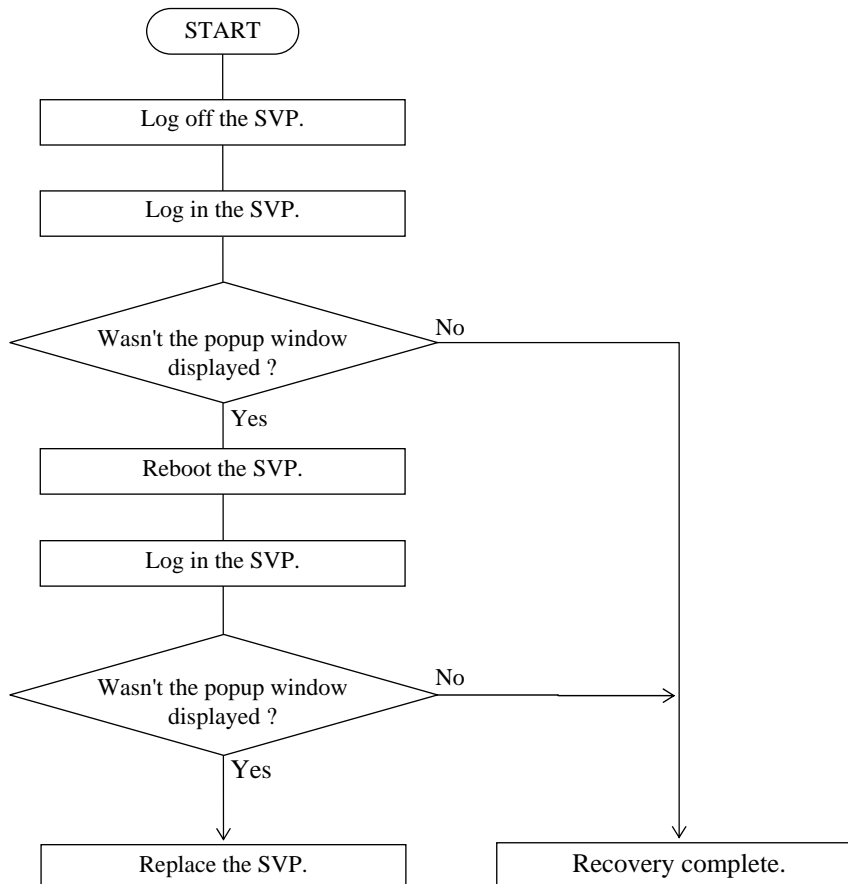 START
Log off the SVP.
Log in the SVP.
Wasn't the popup window
displayed ?
No
Yes
Reboot the SVP.
Log in the SVP.
Wasn't the popup window
displayed ?
No
Yes
Replace the SVP.
Recovery complete.